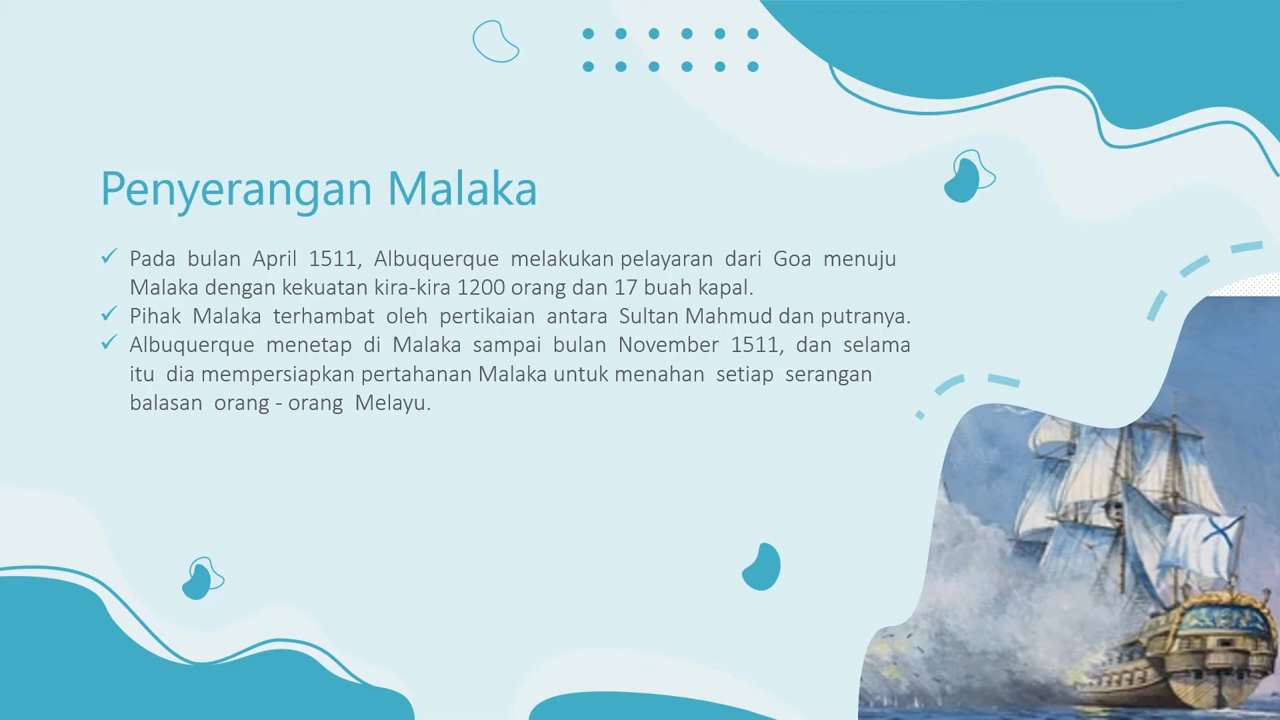 Penyerangan Malaka
✓ Pada bulan April 1511, Albuquerque melakukan pelayaran dari Goa menuju
Malaka dengan kekuatan kira-kira 1200 orang dan 17 buah kapal.
✓ Pihak Malaka terhambat oleh pertikaian antara Sultan Mahmud dan putranya.
✓ Albuquerque menetap di Malaka sampai bulan November 1511, dan selama
itu dia mempersiapkan pertahanan Malaka untuk menahan setiap serangan
balasan orang - orang Melayu.